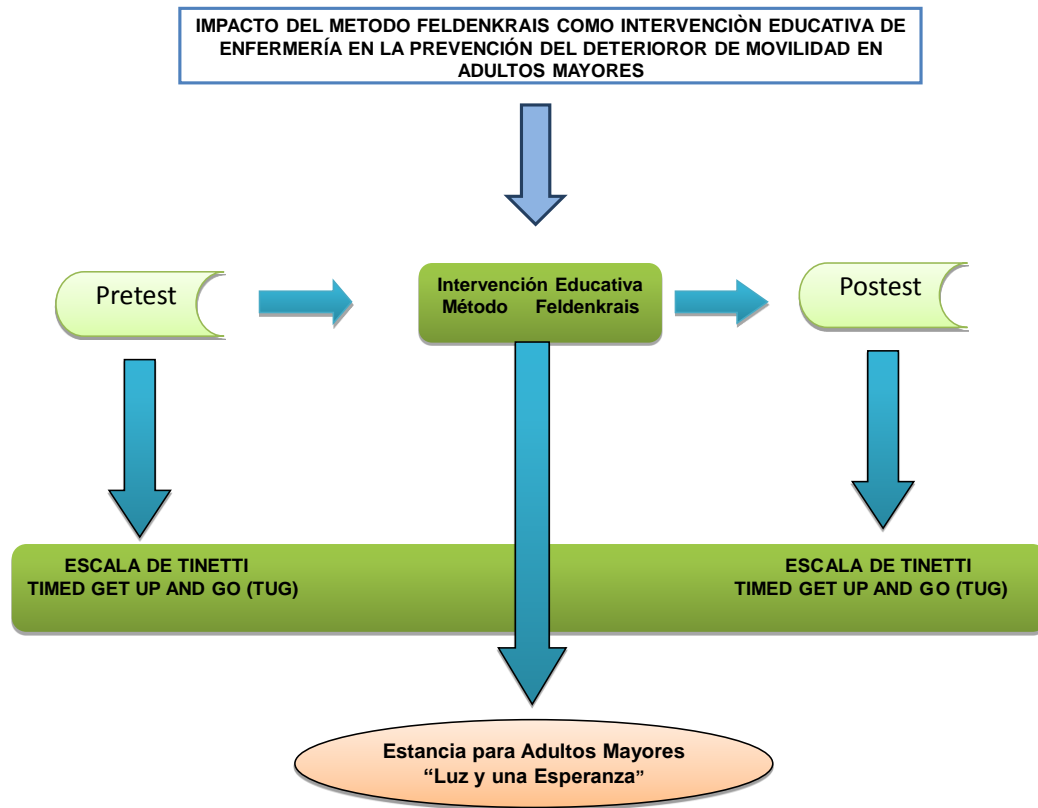 IMPACTO DEL METODO FELDENKRAIS COMO INTERVENCIÒN EDUCATIVA DE
ENFERMERÍA EN LA PREVENCIÓN DEL DETERIOROR DE MOVILIDAD EN
ADULTOS MAYORES
Pretest
Intervención Educativa
Método Feldenkrais
Postest
ESCALA DE TINETTI
TIMED GET UP AND GO (TUG)
ESCALA DE TINETTI
TIMED GET UP AND GO (TUG)
Estancia para Adultos Mayores
“Luz y una Esperanza”